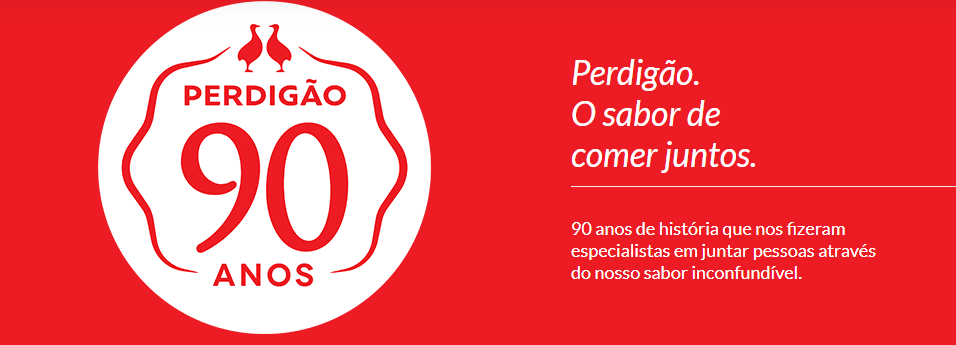 PERDIGÃO
90
ANOS
Perdigão.
O sabor de
comer juntos.
90 anos de história que nos fizeram
especialistas em juntar pessoas através
do nosso sabor inconfundível.